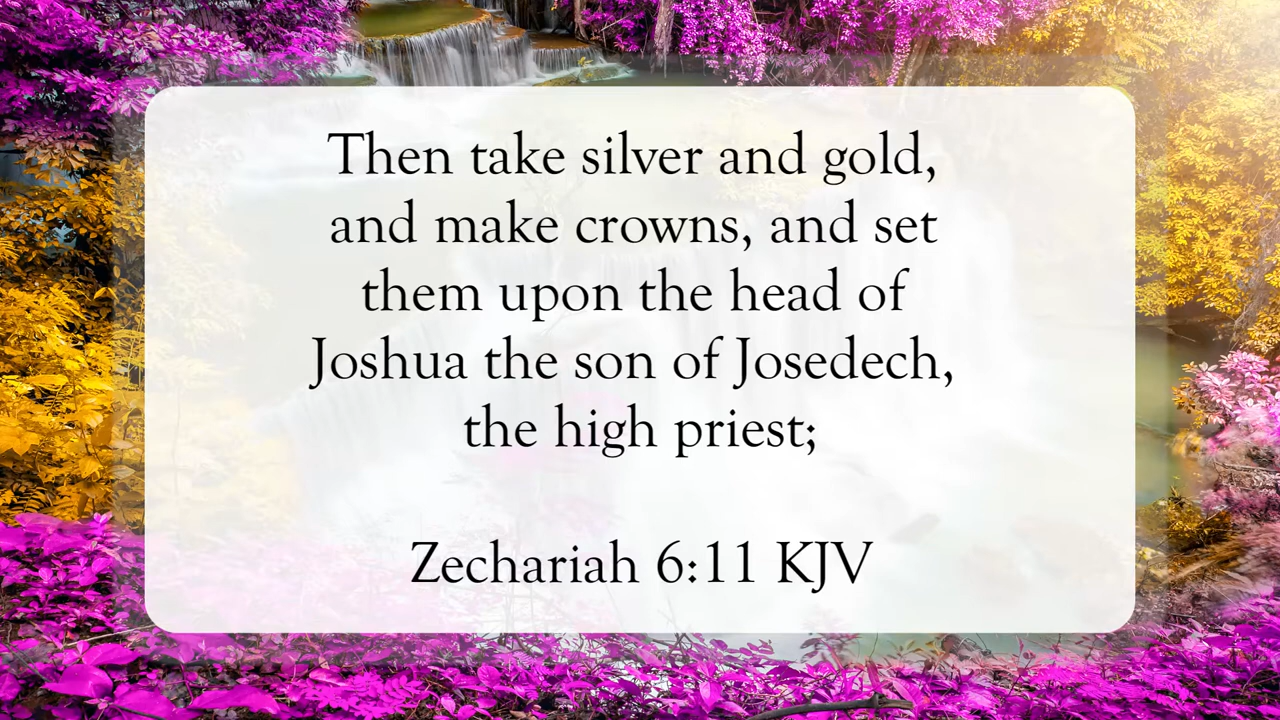 Then take silver and gold,
and make crowns, and set
them upon the head of
Joshua the son of Josedech,
the high priest;
Zechariah 6:11 KJV